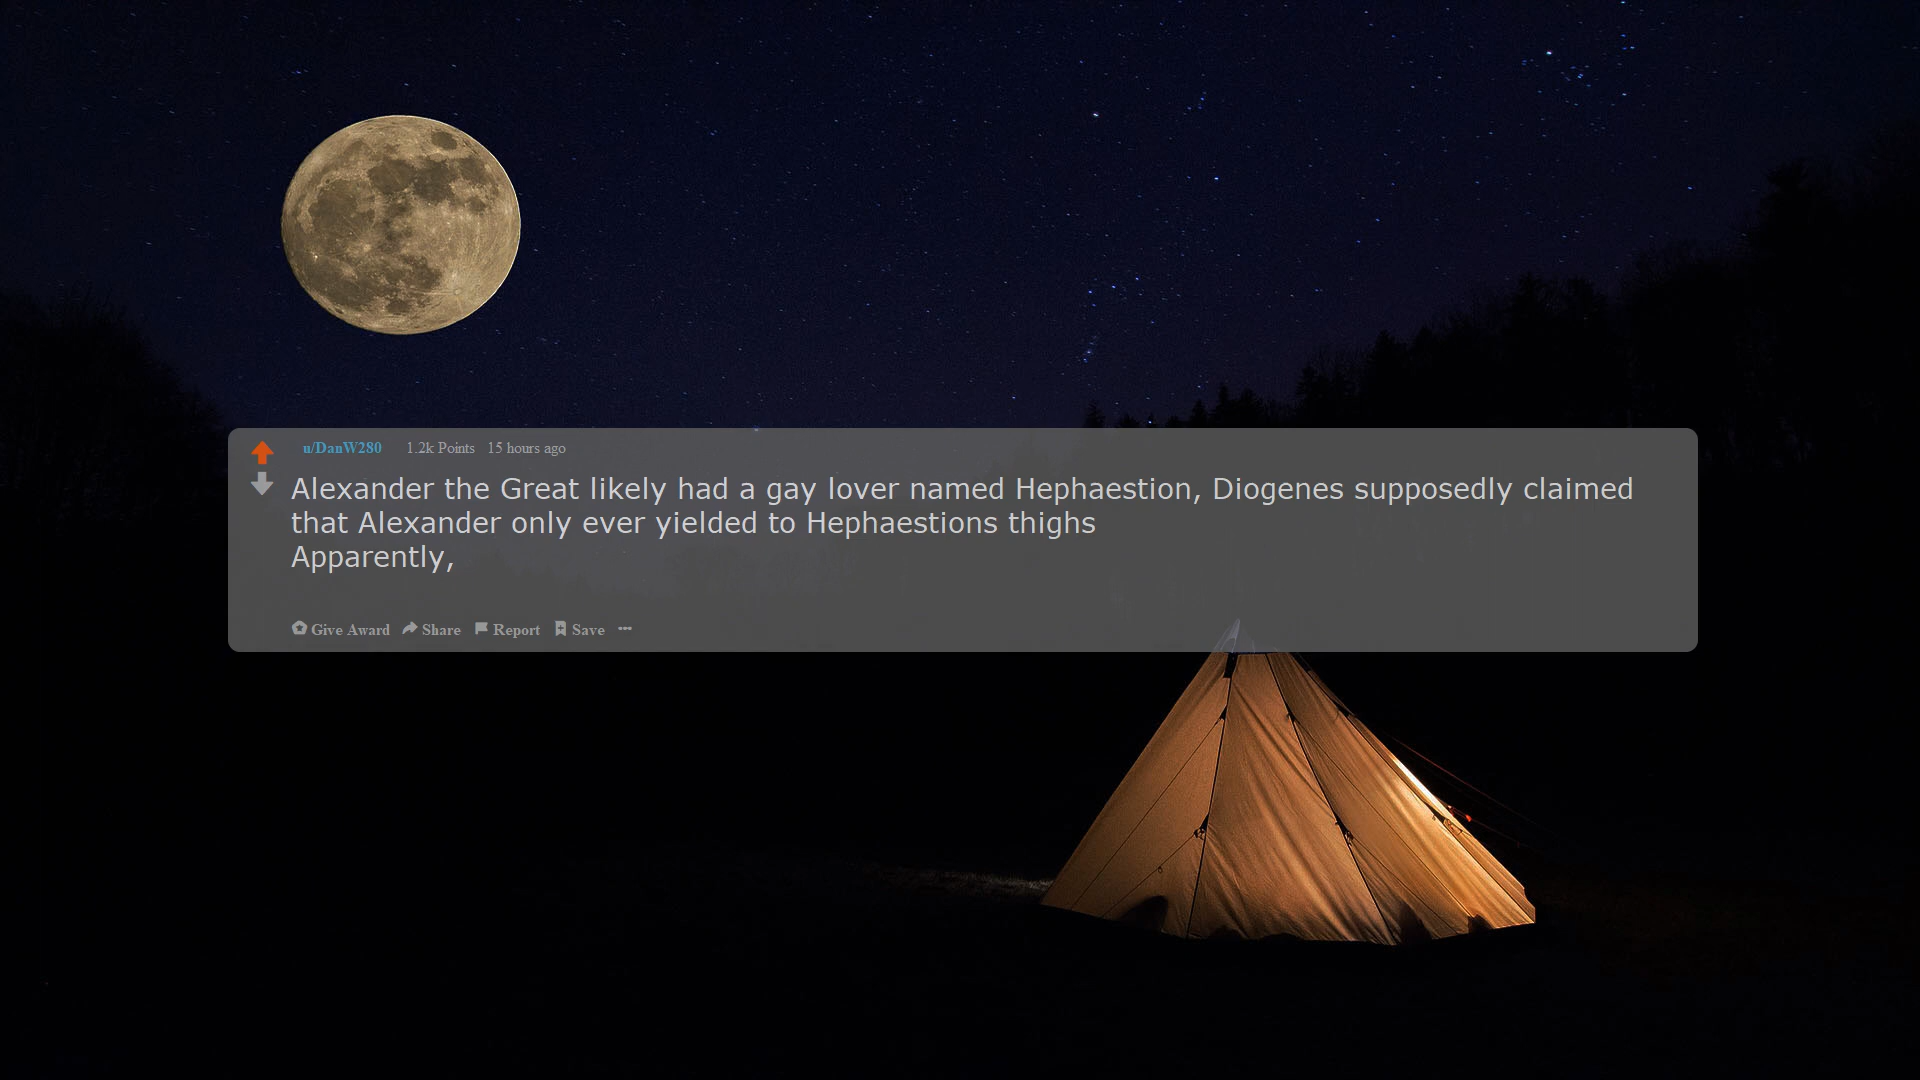 u/DanW280 1.2k Points 15 hours ago
Alexander the Great likely had a gay lover named Hephaestion, Diogenes supposedly claimed
that Alexander only ever yielded to Hephaestions thighs
Apparently,
Give Award Share Report Save